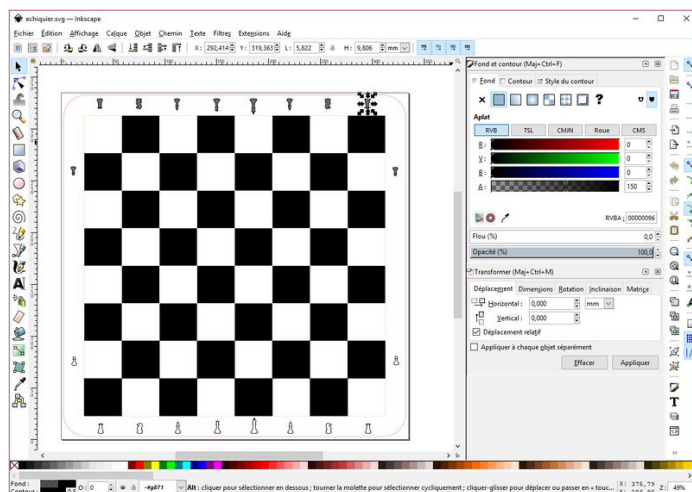 echiquier.svg — Inkscape
Fichier Édition Affichage Calque Objet Chemin Texte Filtres Extensions Aide
X: 292,414 Y: 319,363 L: 5,822 H: 9,806 mm
Fond et contour (Maj+Ctrl+F)
Fond Contour Style du contour
Aplat
RVB TSL CMJN Roue CMS
R: 0
V: 0
B: 0
A: 150
RVBA: 00000096
Flou (%) 0,0
Opacité (%) 100,0
Transformer (Maj+Ctrl+M)
Déplacement Dimensions Rotation Inclinaison Matrice
Horizontal: 0,000 mm
Vertical: 0,000
Déplacement relatif
Appliquer à chaque objet séparément
Effacer Appliquer
Fond: O: 0 -#g871 Alt : cliquer pour sélectionner en dessous ; tourner la molette pour sélectionner cycliquement ; cliquer-glisser pour déplacer ou passer en « touc... X: 376,79 Z: 49%
Contour: